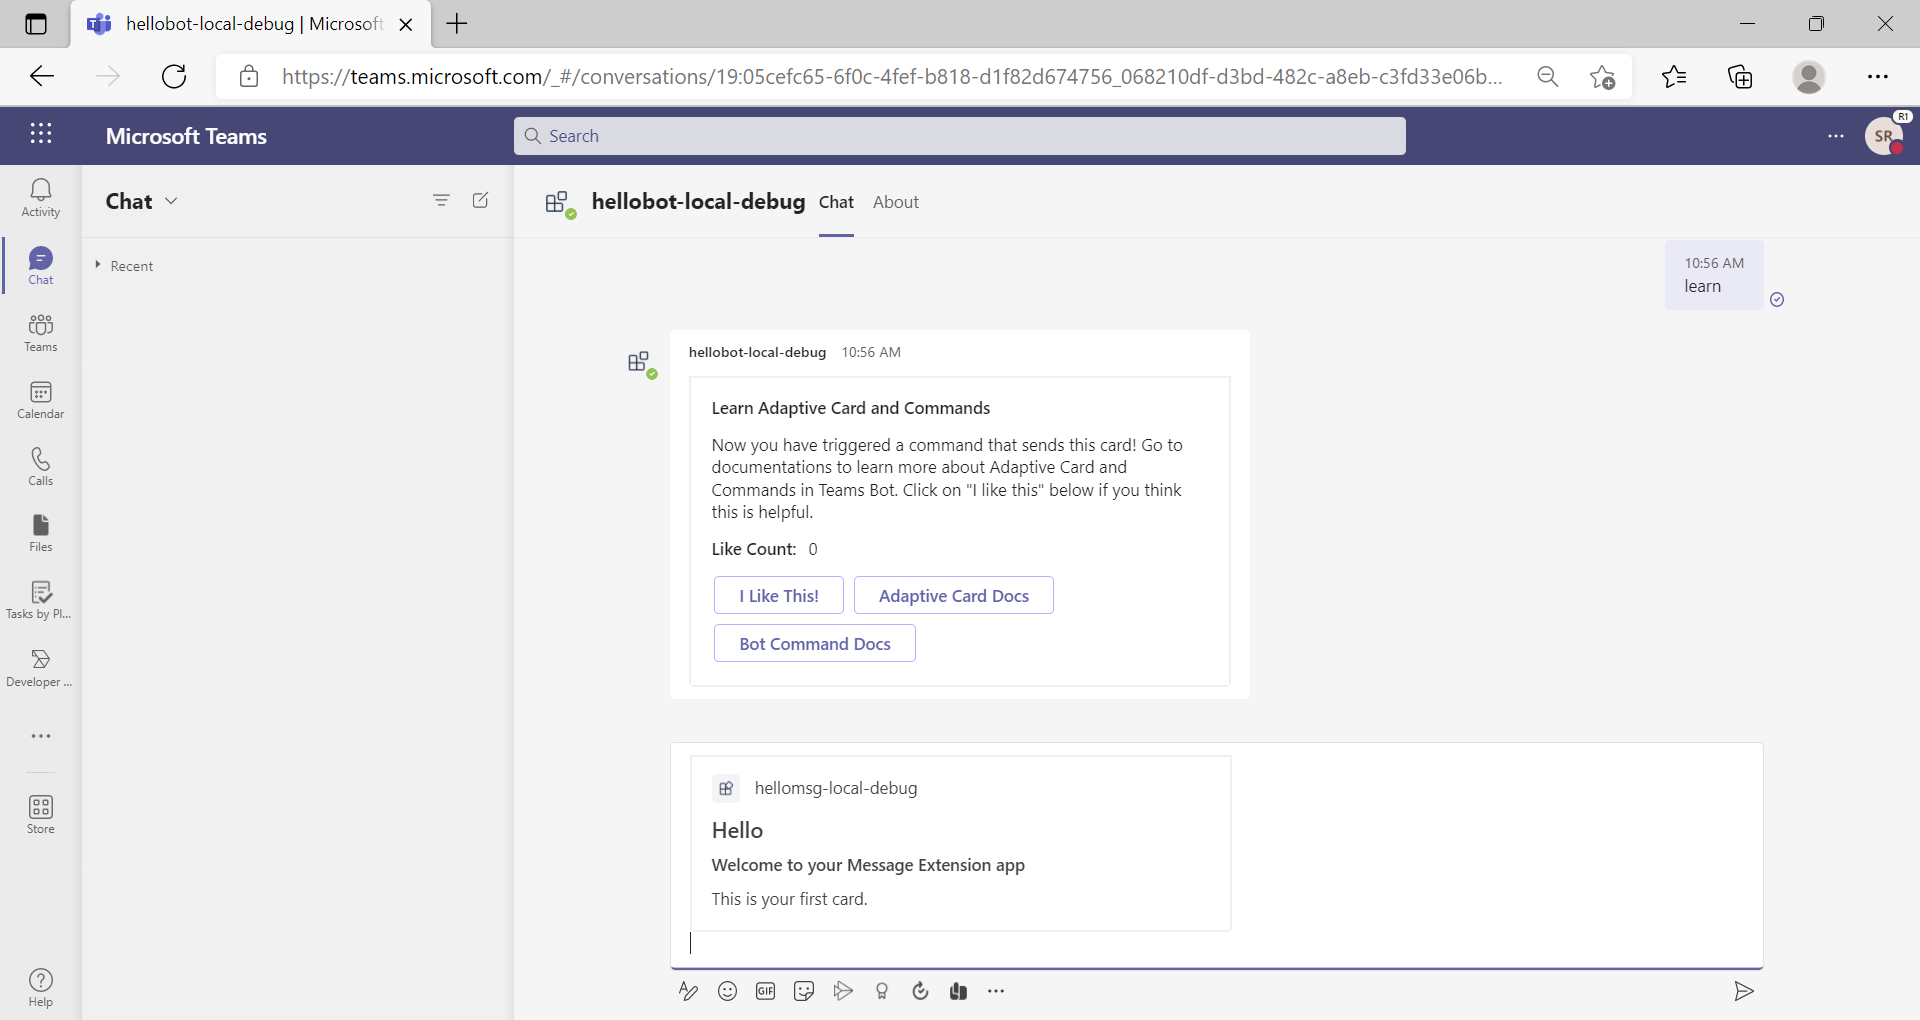 hellobot-local-debug | Microsoft
https://teams.microsoft.com/_#/conversations/19:05cefc65-6f0c-4fef-b818-d1f82d674756_068210df-d3bd-482c-a8eb-c3fd33e06b...
Microsoft Teams
Search
R1
SR
Activity
Chat
Teams
Calendar
Calls
Files
Tasks by Pl...
Developer ...
Store
Help
Chat
Recent
hellobot-local-debug Chat About
10:56 AM
learn
hellobot-local-debug 10:56 AM
Learn Adaptive Card and Commands
Now you have triggered a command that sends this card! Go to
documentations to learn more about Adaptive Card and
Commands in Teams Bot. Click on "I like this" below if you think
this is helpful.
Like Count: 0
I Like This! Adaptive Card Docs
Bot Command Docs
hellomsg-local-debug
Hello
Welcome to your Message Extension app
This is your first card.
GIF